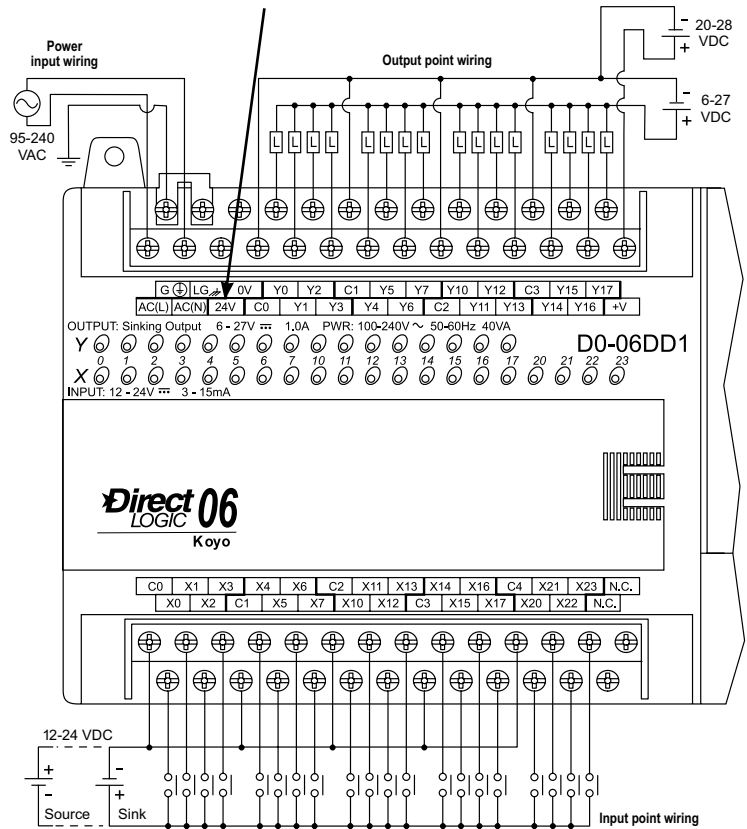 Power
input wiring
Output point wiring
-
20-28
VDC
+
-
6-27
VDC
+
95-240
VAC
L L L L L L L L L L L L L L L L
G LG 0V Y0 Y2 C1 Y5 Y7 Y10 Y12 C3 Y15 Y17
AC(L) AC(N) 24V C0 Y1 Y3 Y4 Y6 C2 Y11 Y13 Y14 Y16 +V
OUTPUT: Sinking Output 6 - 27V 1.0A PWR: 100-240V ~ 50-60Hz 40VA
Y
D0-06DD1
0 1 2 3 4 5 6 7 10 11 12 13 14 15 16 17 20 21 22 23
X
INPUT: 12 - 24V 3 - 15mA
Direct
LOGIC 06
Koyo
C0 X1 X3 X4 X6 C2 X11 X13 X14 X16 C4 X21 X23 N.C.
X0 X2 C1 X5 X7 X10 X12 C3 X15 X17 X20 X22 N.C.
12-24 VDC
+ -
- +
Source Sink
Input point wiring